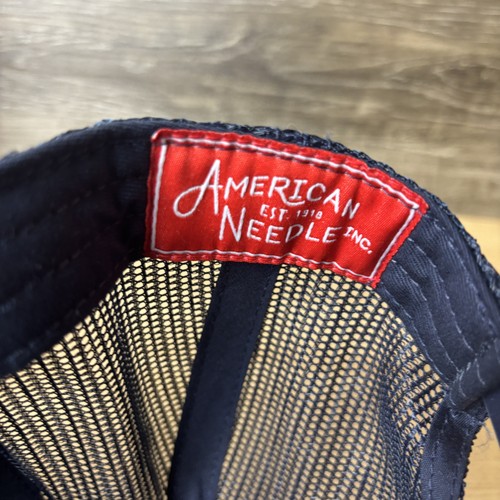 AMERICAN
EST. 1918
NEEDLE INC.